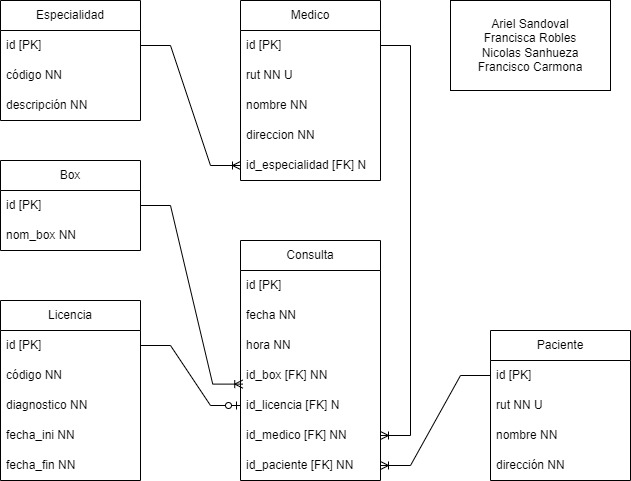 Especialidad
id [PK]
código NN
descripción NN
Medico
id [PK]
rut NN U
nombre NN
direccion NN
id_especialidad [FK] N
Ariel Sandoval
Francisca Robles
Nicolas Sanhueza
Francisco Carmona
Box
id [PK]
nom_box NN
Consulta
id [PK]
fecha NN
hora NN
id_box [FK] NN
id_licencia [FK] N
id_medico [FK] NN
id_paciente [FK] NN
Licencia
id [PK]
código NN
diagnostico NN
fecha_ini NN
fecha_fin NN
Paciente
id [PK]
rut NN U
nombre NN
dirección NN